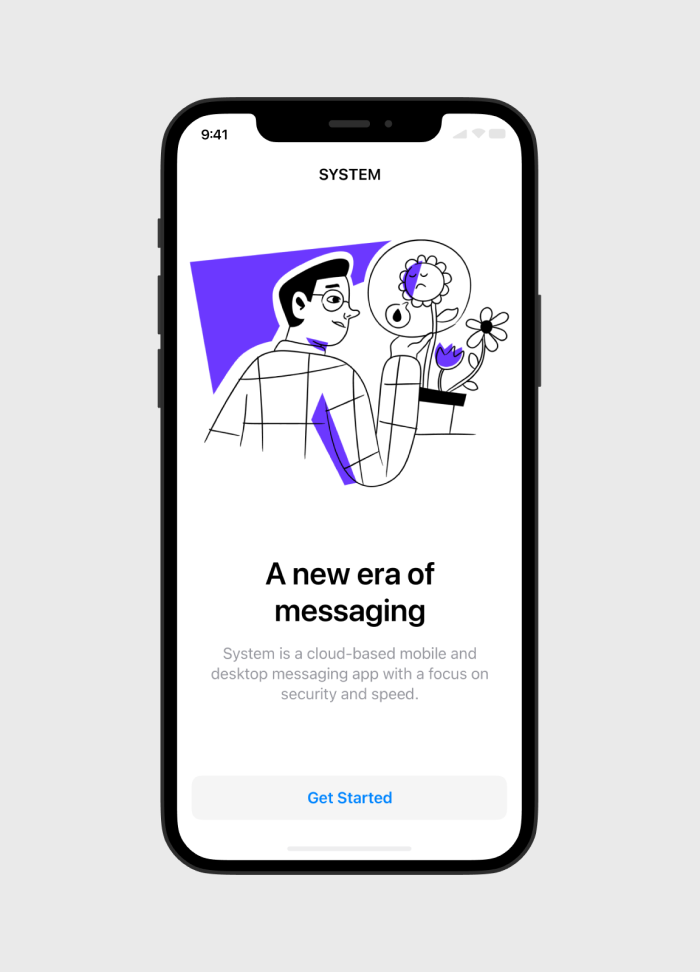 9:41
SYSTEM
A new era of
messaging
System is a cloud-based mobile and
desktop messaging app with a focus on
security and speed.
Get Started